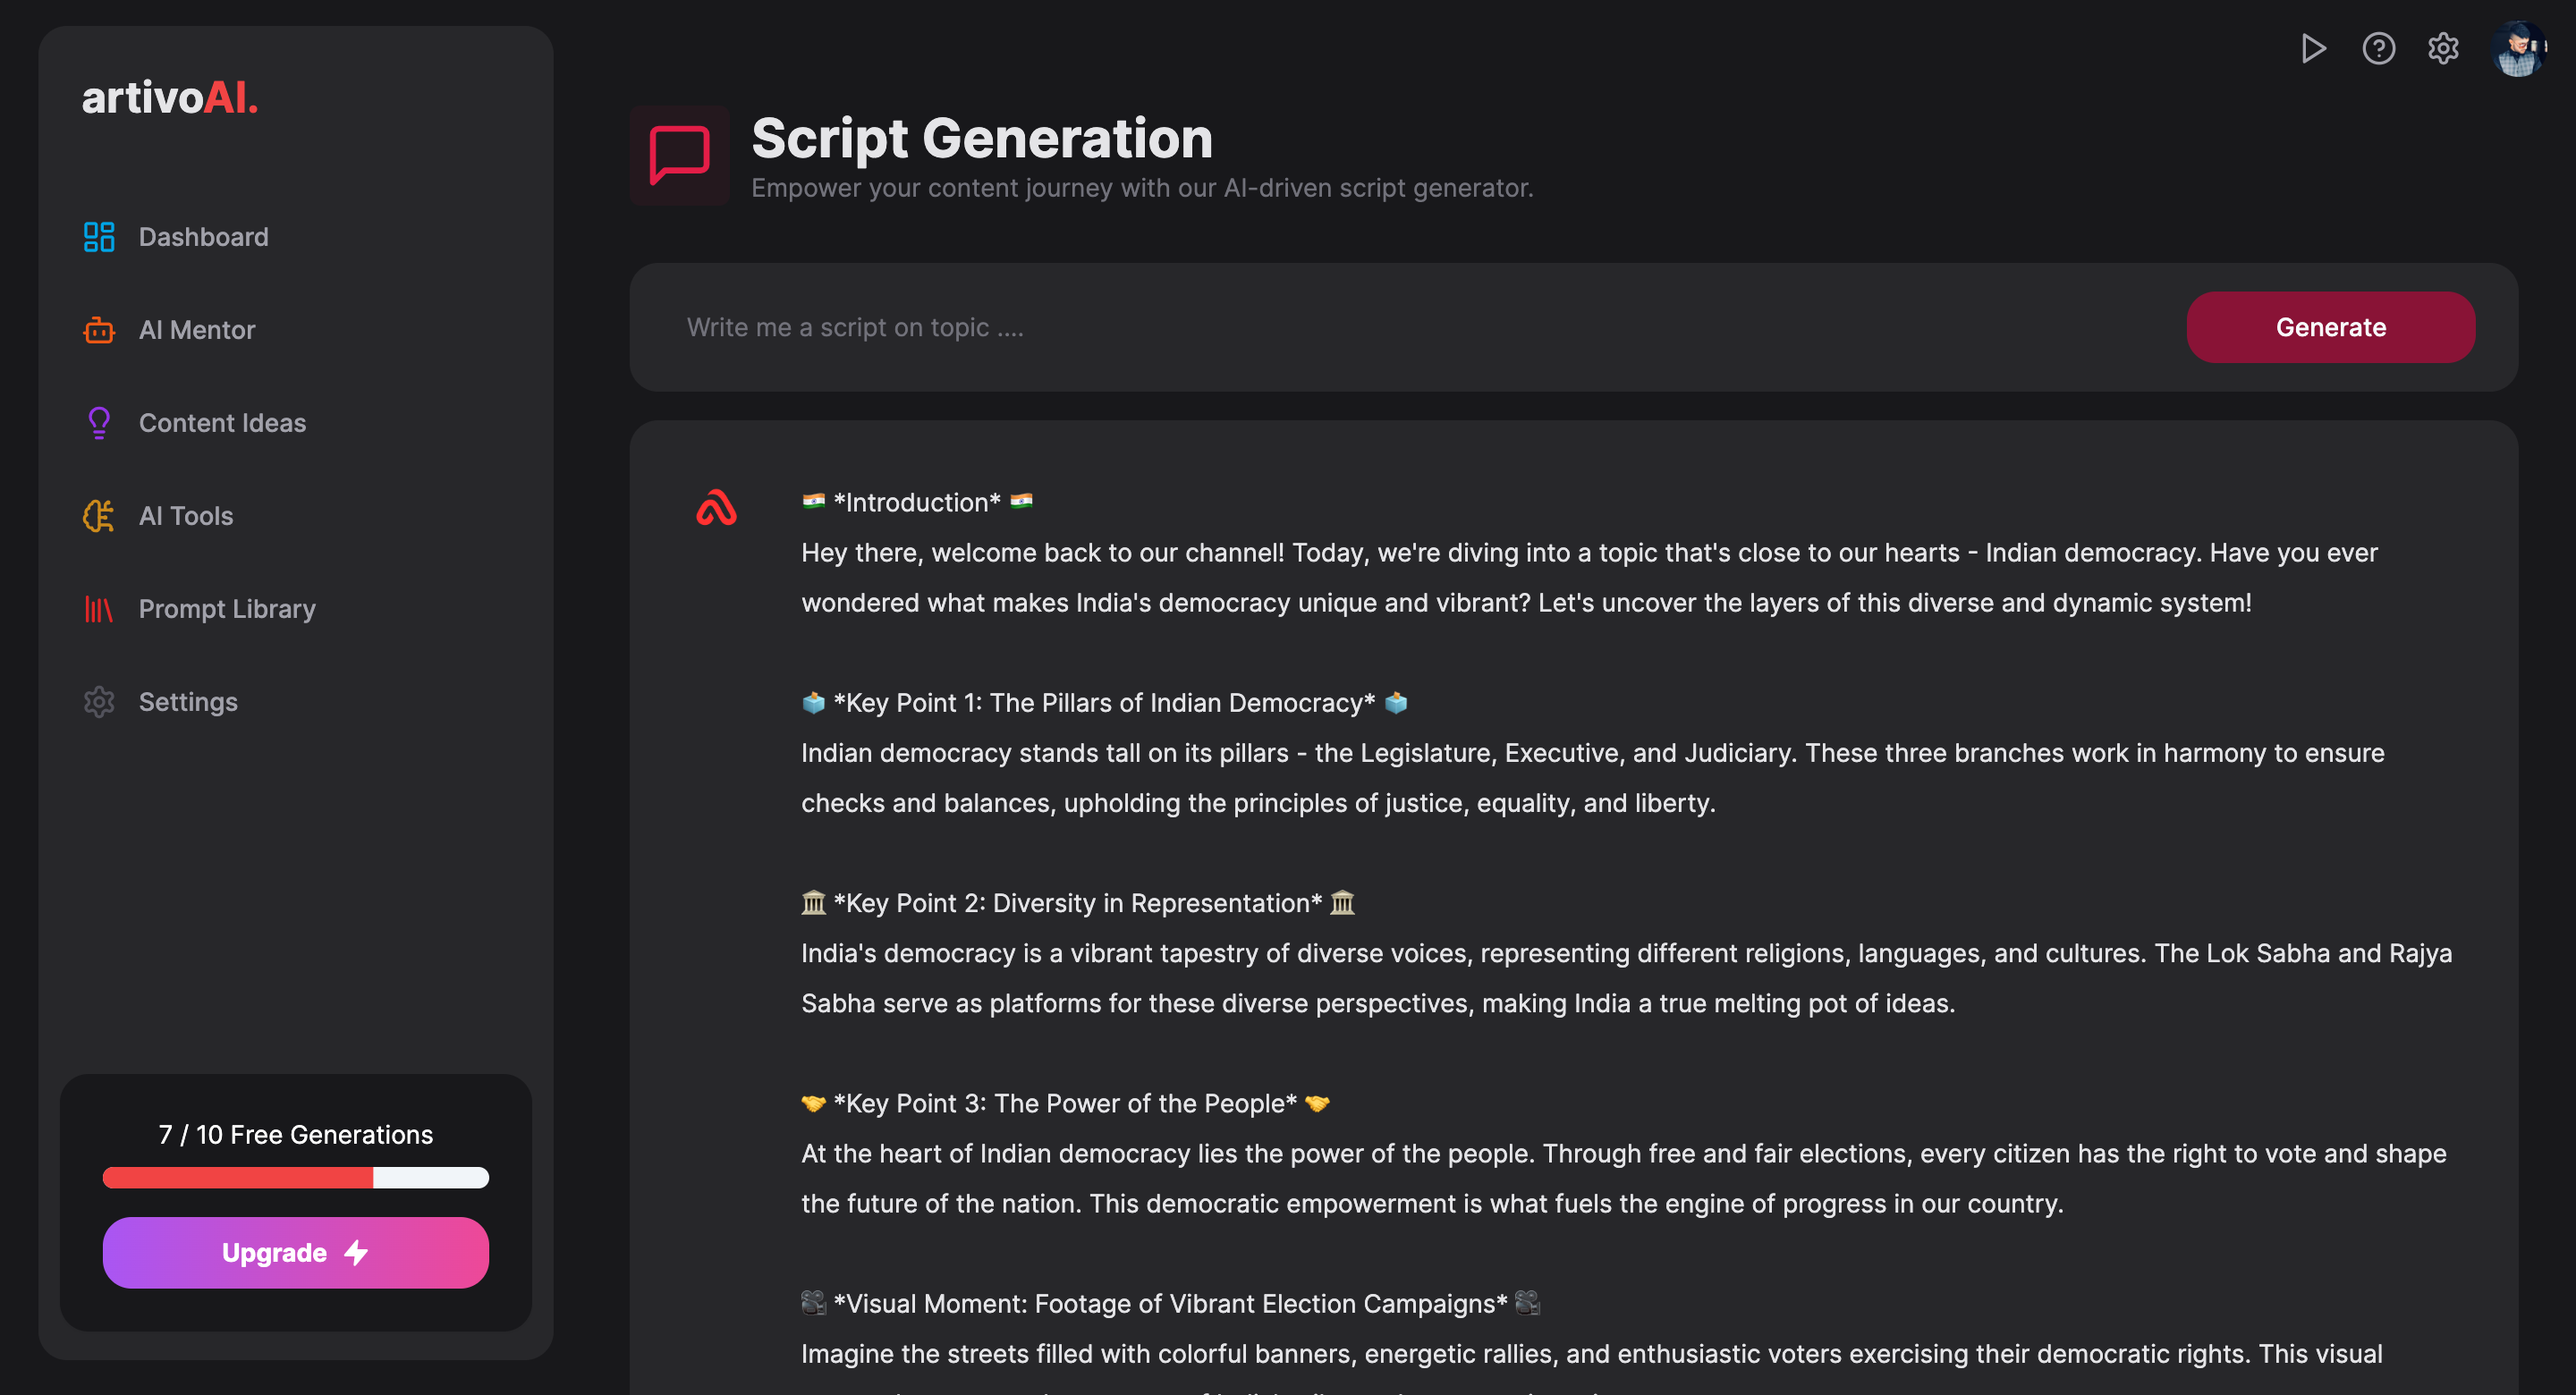 artivoAI.
Dashboard
AI Mentor
Content Ideas
AI Tools
Prompt Library
Settings
7 / 10 Free Generations
Upgrade
Script Generation
Empower your content journey with our AI-driven script generator.
Write me a script on topic ....
Generate
*Introduction*
Hey there, welcome back to our channel! Today, we're diving into a topic that's close to our hearts - Indian democracy. Have you ever
wondered what makes India's democracy unique and vibrant? Let's uncover the layers of this diverse and dynamic system!
*Key Point 1: The Pillars of Indian Democracy*
Indian democracy stands tall on its pillars - the Legislature, Executive, and Judiciary. These three branches work in harmony to ensure
checks and balances, upholding the principles of justice, equality, and liberty.
*Key Point 2: Diversity in Representation*
India's democracy is a vibrant tapestry of diverse voices, representing different religions, languages, and cultures. The Lok Sabha and Rajya
Sabha serve as platforms for these diverse perspectives, making India a true melting pot of ideas.
*Key Point 3: The Power of the People*
At the heart of Indian democracy lies the power of the people. Through free and fair elections, every citizen has the right to vote and shape
the future of the nation. This democratic empowerment is what fuels the engine of progress in our country.
*Visual Moment: Footage of Vibrant Election Campaigns*
Imagine the streets filled with colorful banners, energetic rallies, and enthusiastic voters exercising their democratic rights. This visual